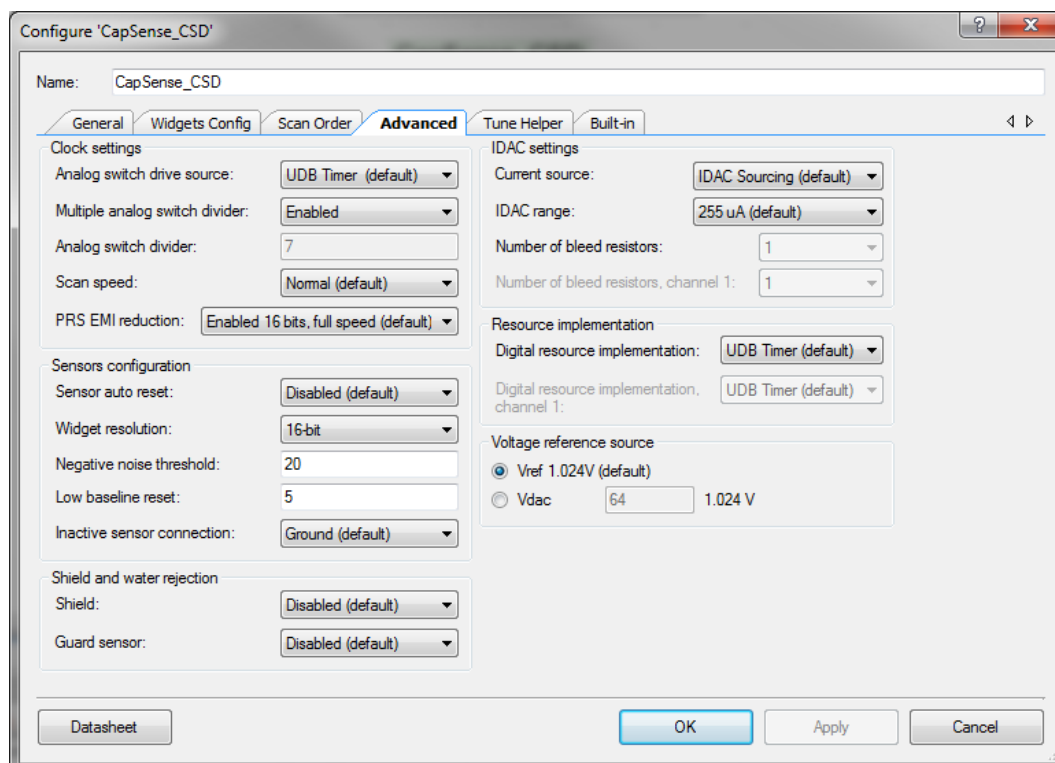 Configure 'CapSense_CSD'
Name: CapSense_CSD
General Widgets Config Scan Order Advanced Tune Helper Built-in
Clock settings
Analog switch drive source: UDB Timer (default)
Multiple analog switch divider: Enabled
Analog switch divider: 7
Scan speed: Normal (default)
PRS EMI reduction: Enabled 16 bits, full speed (default)
Sensors configuration
Sensor auto reset: Disabled (default)
Widget resolution: 16-bit
Negative noise threshold: 20
Low baseline reset: 5
Inactive sensor connection: Ground (default)
Shield and water rejection
Shield: Disabled (default)
Guard sensor: Disabled (default)
IDAC settings
Current source: IDAC Sourcing (default)
IDAC range: 255 uA (default)
Number of bleed resistors: 1
Number of bleed resistors, channel 1: 1
Resource implementation
Digital resource implementation: UDB Timer (default)
Digital resource implementation, UDB Timer (default)
channel 1:
Voltage reference source
Vref 1.024V (default)
Vdac 64 1.024 V
Datasheet OK Apply Cancel